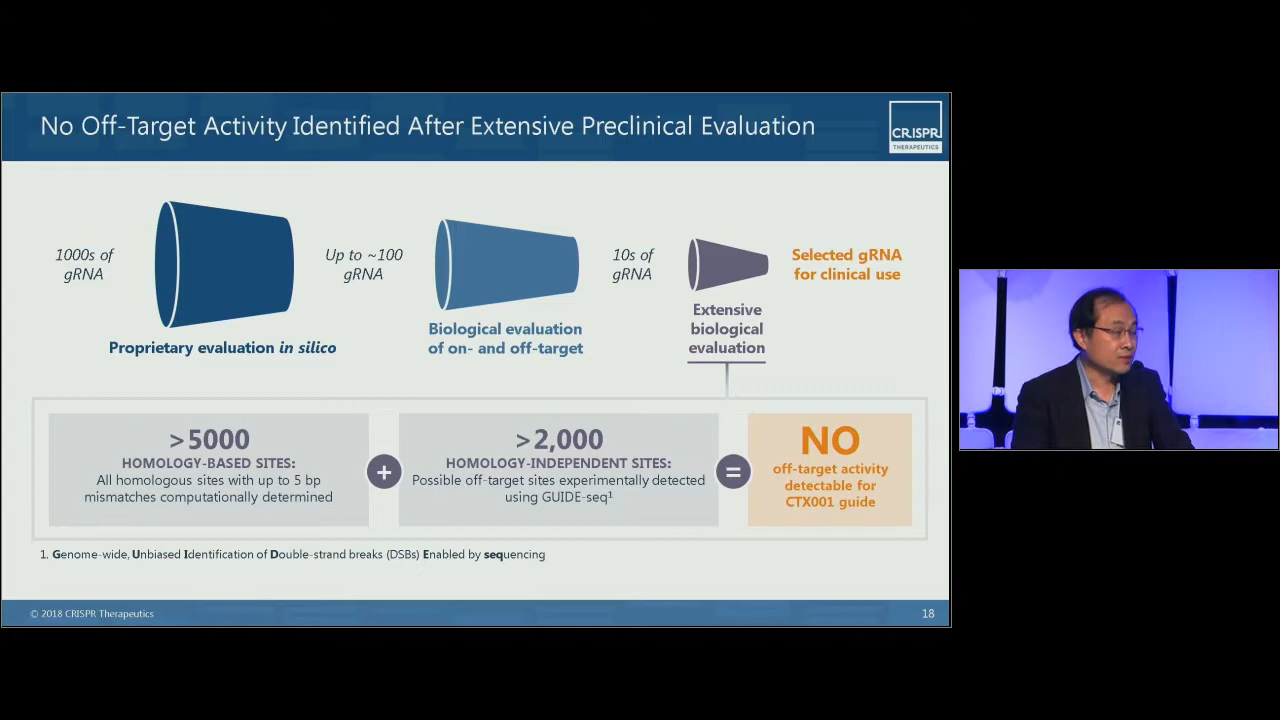 No Off-Target Activity Identified After Extensive Preclinical Evaluation
CRISPR
THERAPEUTICS
1000s of
gRNA
Up to ~100
gRNA
10s of
gRNA
Selected gRNA
for clinical use
Proprietary evaluation in silico
Biological evaluation
of on- and off-target
Extensive
biological
evaluation
>5000
HOMOLOGY-BASED SITES:
All homologous sites with up to 5 bp
mismatches computationally determined
+
>2,000
HOMOLOGY-INDEPENDENT SITES:
Possible off-target sites experimentally detected
using GUIDE-seq¹
=
NO
off-target activity
detectable for
CTX001 guide
1. Genome-wide, Unbiased Identification of Double-strand breaks (DSBs) Enabled by sequencing
© 2018 CRISPR Therapeutics
18